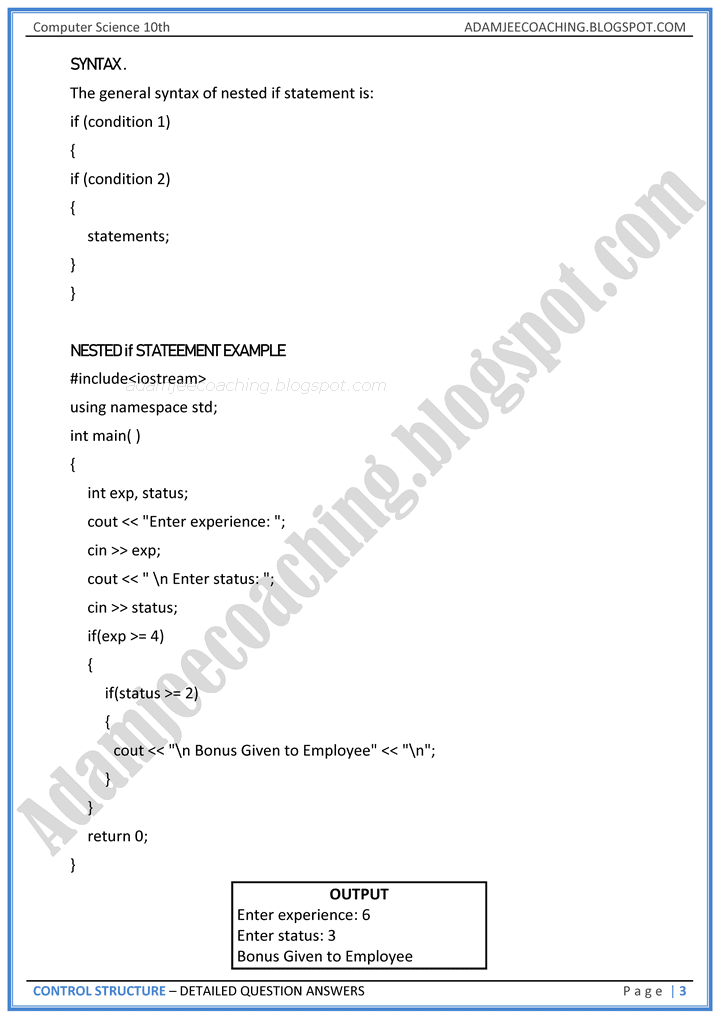 Computer Science 10th ADAMJEECOACHING.BLOGSPOT.COM
SYNTAX.
The general syntax of nested if statement is:
if (condition 1)
{
if (condition 2)
{
statements;
}
}
NESTED if STATEEMENT EXAMPLE
#include<iostream>
adamjeecoaching.blogspot.com
using namespace std;
int main( )
{
int exp, status;
cout << "Enter experience: ";
cin >> exp;
cout << " \n Enter status: ";
cin >> status;
if(exp >= 4)
{
if(status >= 2)
{
cout << "\n Bonus Given to Employee" << "\n";
}
}
return 0;
}
Adamjeecoaching.blogspot.com
OUTPUT
Enter experience: 6
Enter status: 3
Bonus Given to Employee
CONTROL STRUCTURE – DETAILED QUESTION ANSWERS Page | 3